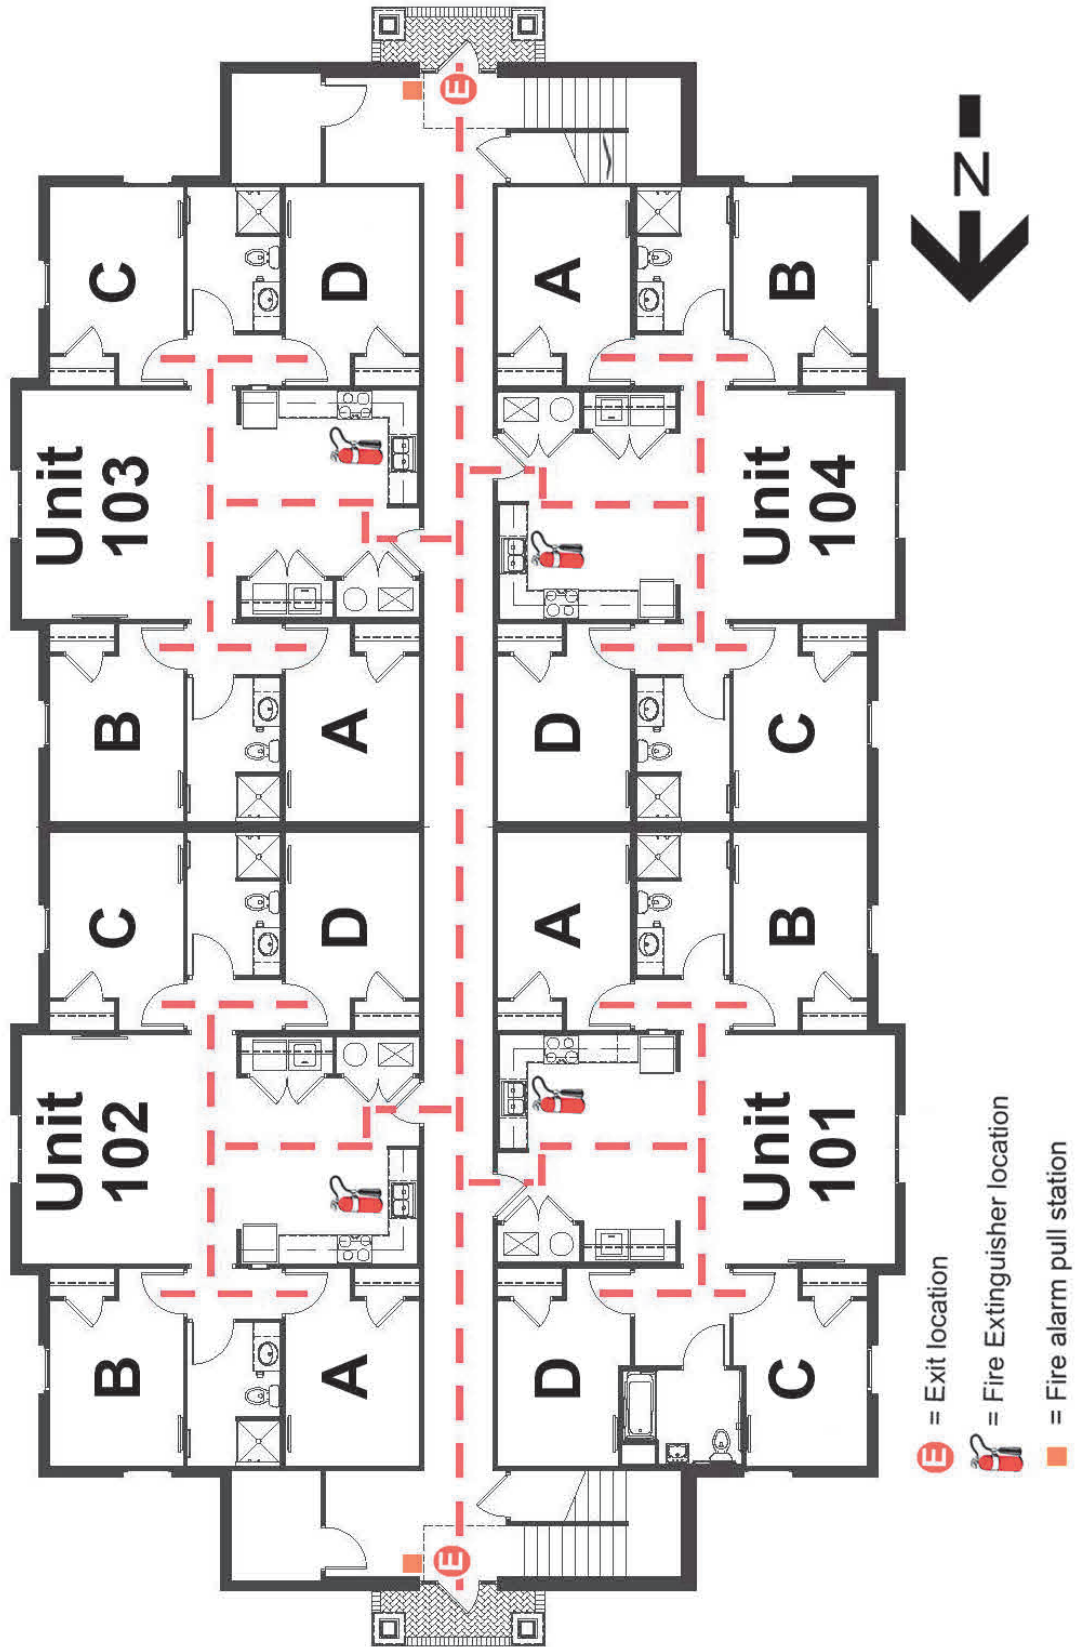 Unit
102
Unit
103
B
C
B
C
A
D
A
D
E
E
D
A
D
A
Unit
101
Unit
104
C
B
C
B
E = Exit location
= Fire Extinguisher location
= Fire alarm pull station
N